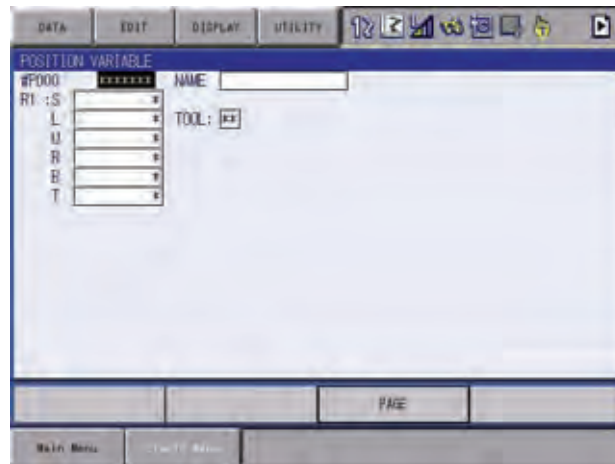 DATA EDIT DISPLAY UTILITY
POSITION VARIABLE
#P000 ******* NAME
R1 :S *
L * TOOL: **
U *
R *
B *
T *
PAGE
Main Menu